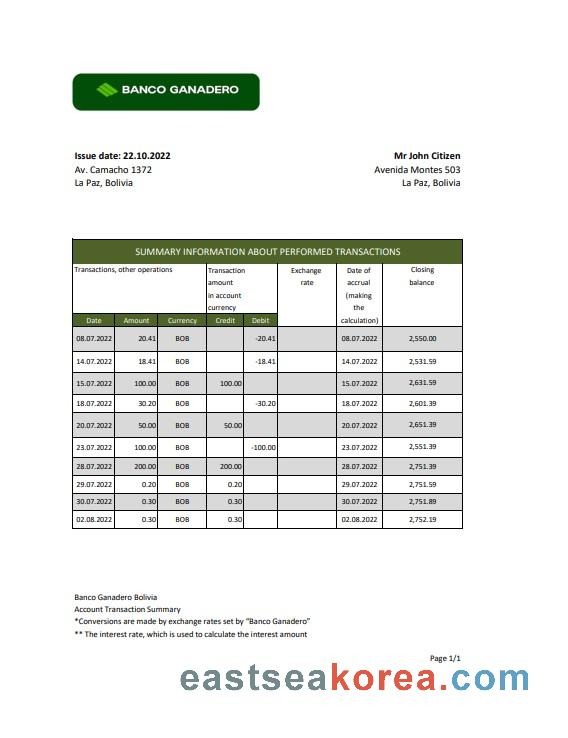 BANCO GANADERO
Issue date: 22.10.2022
Mr John Citizen
Av. Camacho 1372
Avenida Montes 503
La Paz, Bolivia
La Paz, Bolivia
SUMMARY INFORMATION ABOUT PERFORMED TRANSACTIONS
Transactions, other operations
Transaction
amount
in account
currency
Exchange
rate
Date of
accrual
(making
the
calculation)
Closing
balance
Date Amount Currency Credit Debit
08.07.2022 20.41 BOB -20.41 08.07.2022 2,550.00
14.07.2022 18.41 BOB -18.41 14.07.2022 2,531.59
15.07.2022 100.00 BOB 100.00 15.07.2022 2,631.59
18.07.2022 30.20 BOB -30.20 18.07.2022 2,601.39
20.07.2022 50.00 BOB 50.00 20.07.2022 2,651.39
23.07.2022 100.00 BOB -100.00 23.07.2022 2,551.39
28.07.2022 200.00 BOB 200.00 28.07.2022 2,751.39
29.07.2022 0.20 BOB 0.20 29.07.2022 2,751.59
30.07.2022 0.30 BOB 0.30 30.07.2022 2,751.89
02.08.2022 0.30 BOB 0.30 02.08.2022 2,752.19
Banco Ganadero Bolivia
Account Transaction Summary
*Conversions are made by exchange rates set by “Banco Ganadero”
** The interest rate, which is used to calculate the interest amount
Page 1/1
eastseakorea.com